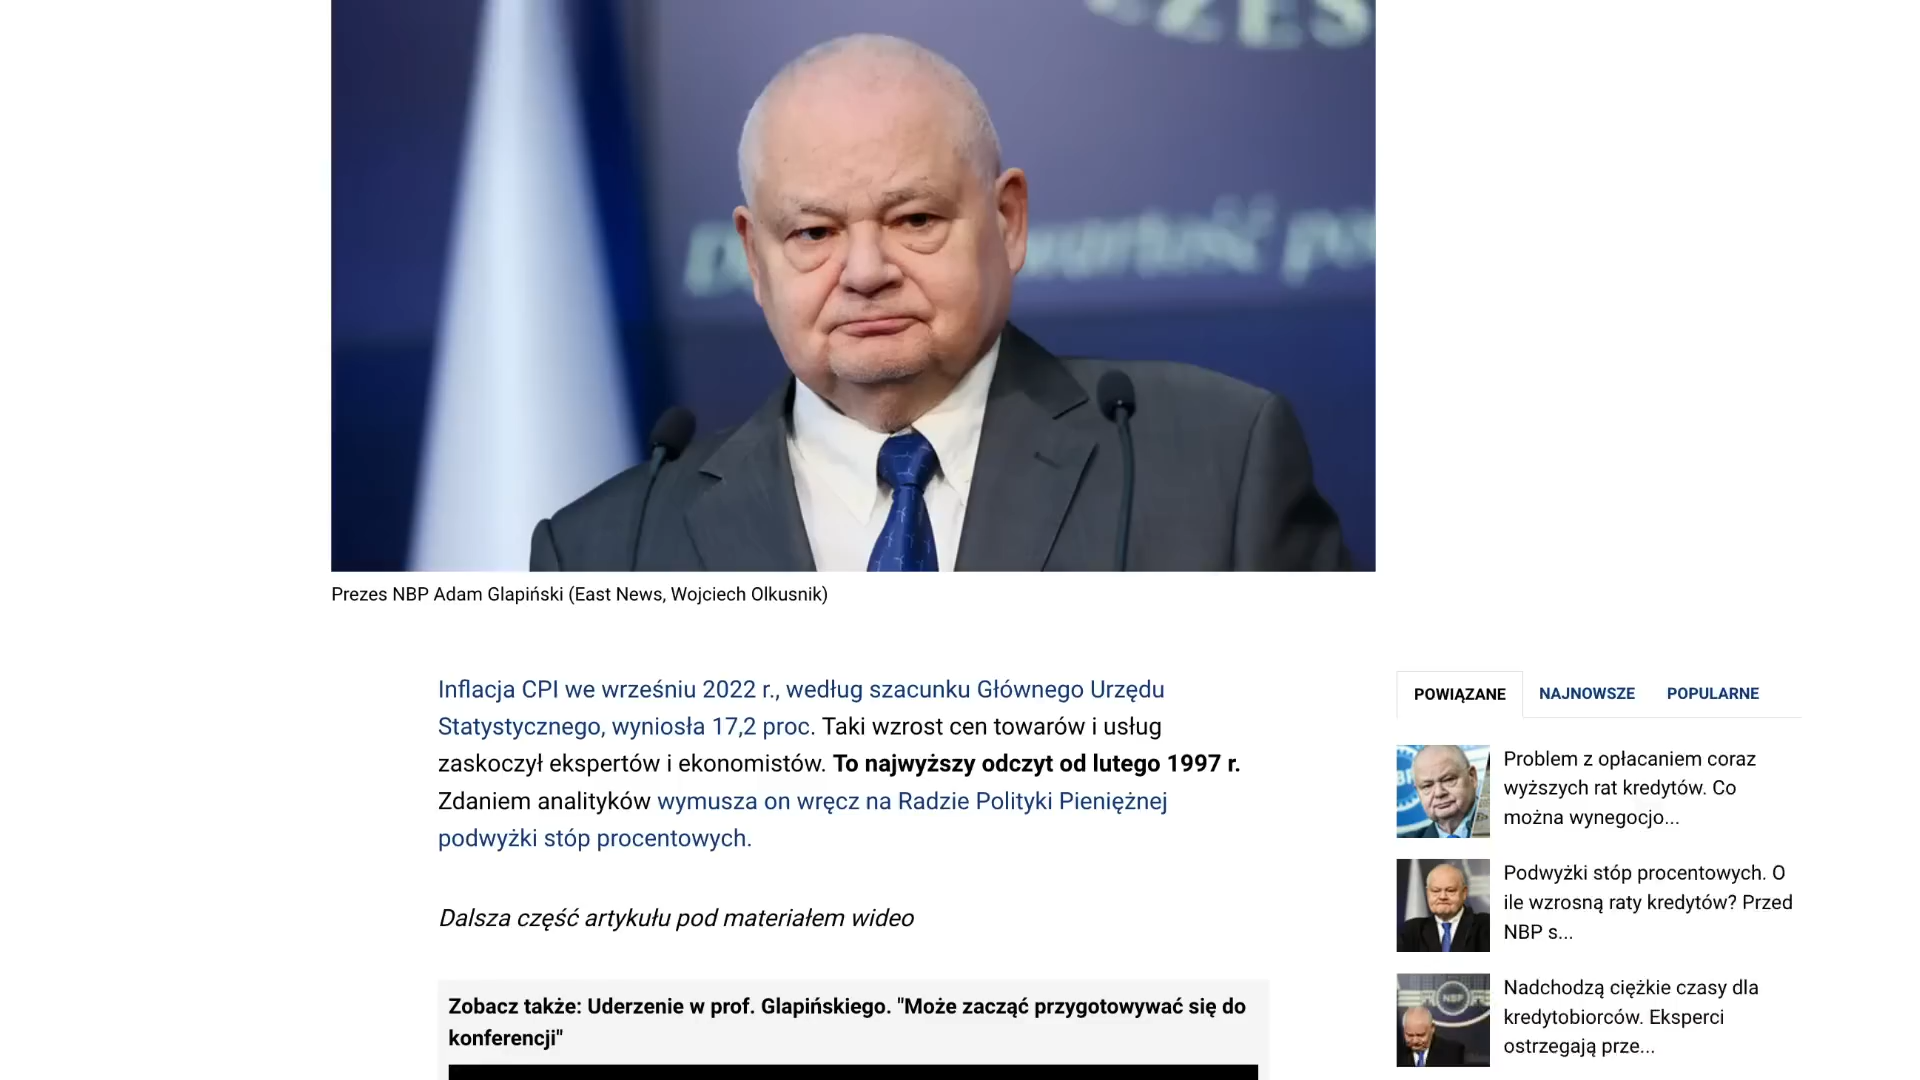 ZES
wartość
Prezes NBP Adam Glapiński (East News, Wojciech Olkusnik)
Inflacja CPI we wrześniu 2022 r., według szacunku Głównego Urzędu
Statystycznego, wyniosła 17,2 proc. Taki wzrost cen towarów i usług
zaskoczył ekspertów i ekonomistów. To najwyższy odczyt od lutego 1997 r.
Zdaniem analityków wymusza on wręcz na Radzie Polityki Pieniężnej
podwyżki stóp procentowych.
Dalsza część artykułu pod materiałem wideo
Zobacz także: Uderzenie w prof. Glapińskiego. "Może zacząć przygotowywać się do
konferencji"
POWIĄZANE NAJNOWSZE POPULARNE
Problem z opłacaniem coraz
wyższych rat kredytów. Co
można wynegocjo...
Podwyżki stóp procentowych. O
ile wzrosną raty kredytów? Przed
NBP s...
NBP
Nadchodzą ciężkie czasy dla
kredytobiorców. Eksperci
ostrzegają prze...